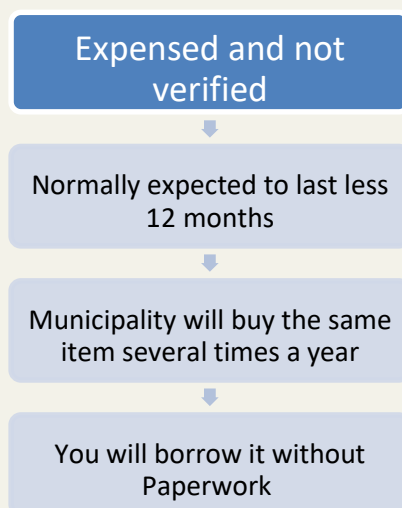 Expensed and not
verified
Normally expected to last less
12 months
Municipality will buy the same
item several times a year
You will borrow it without
Paperwork